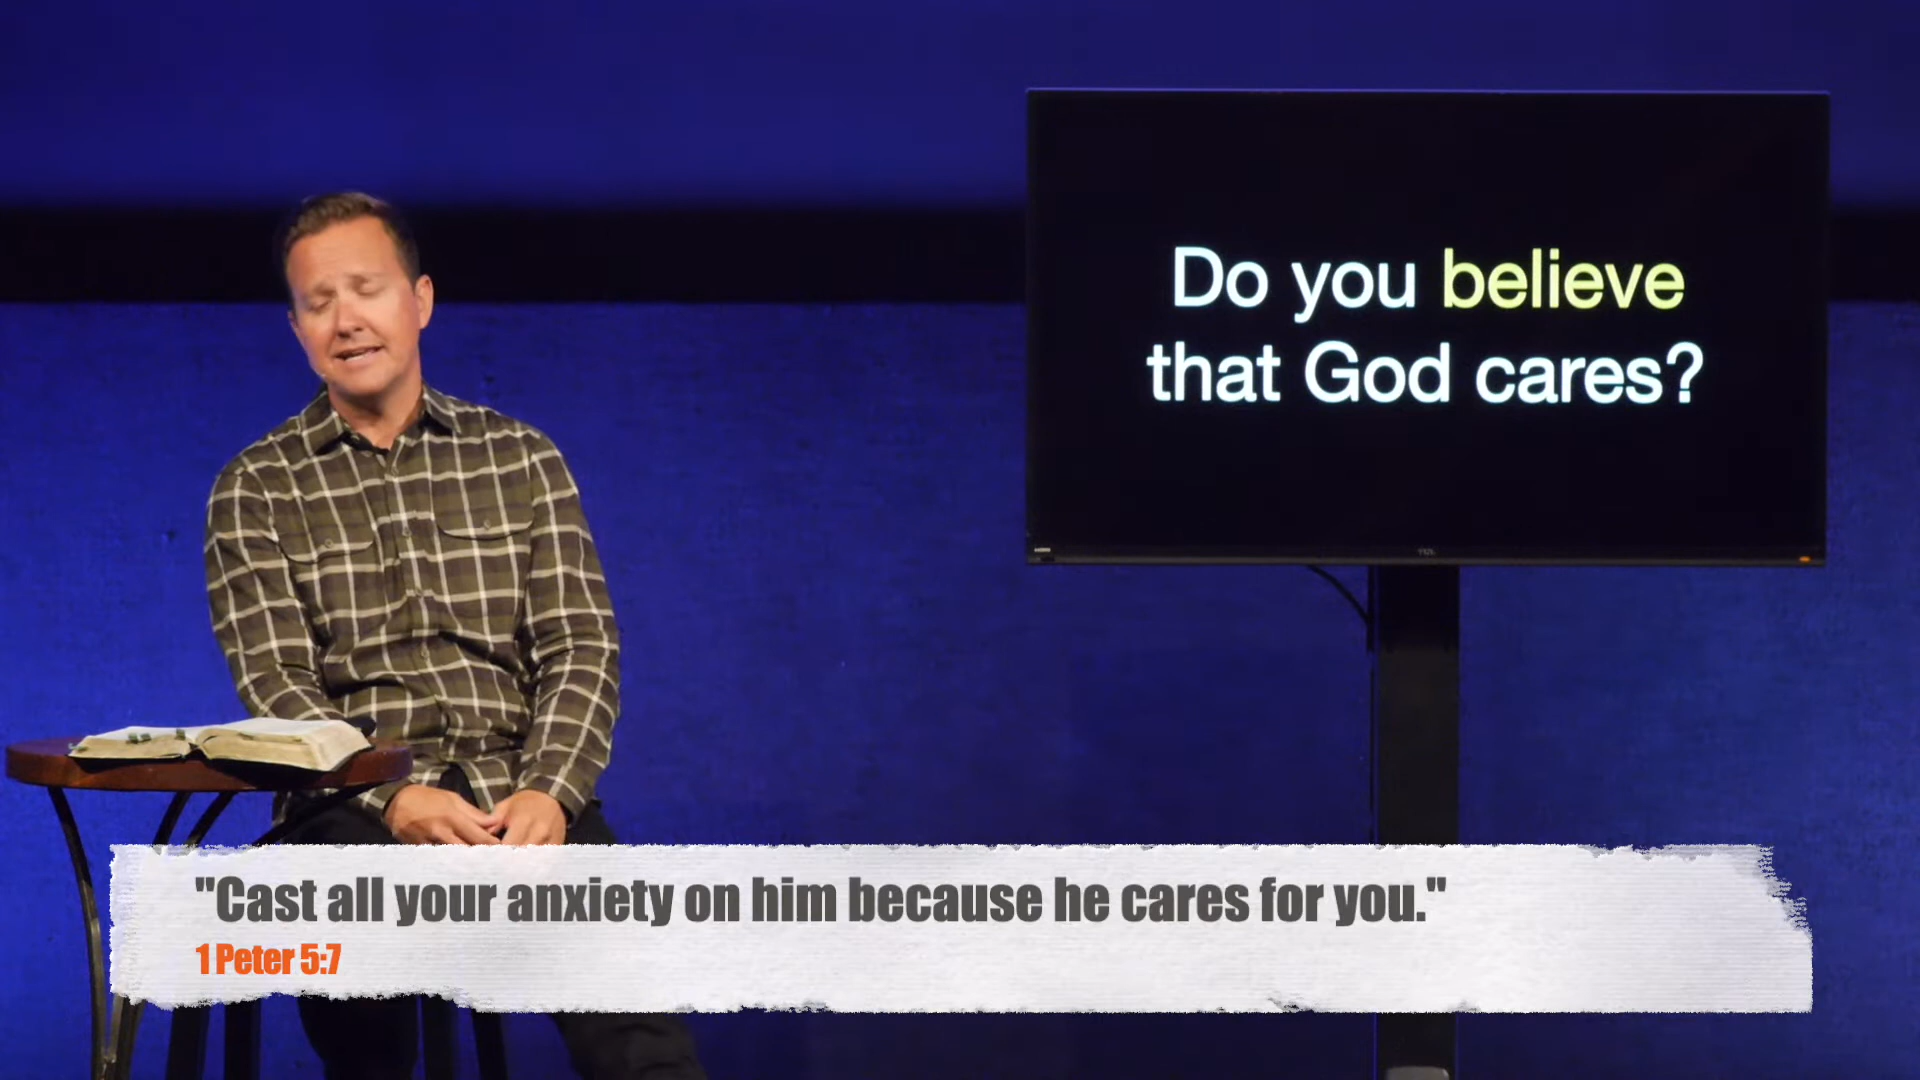 Do you believe
that God cares?
TCL
"Cast all your anxiety on him because he cares for you."
1 Peter 5:7